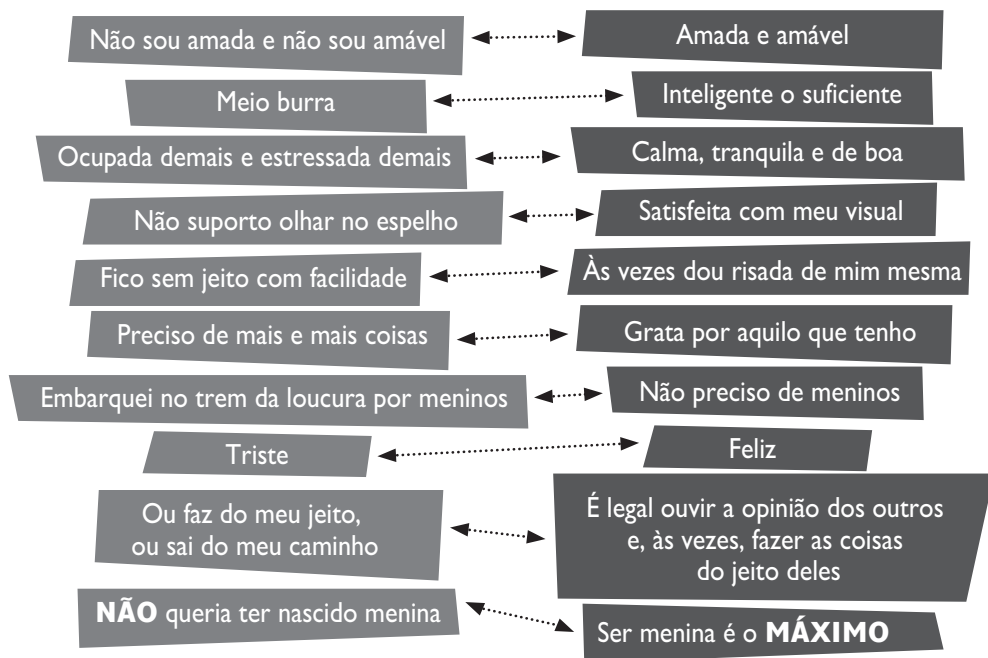 Não sou amada e não sou amável
Amada e amável
Meio burra
Inteligente o suficiente
Ocupada demais e estressada demais
Calma, tranquila e de boa
Não suporto olhar no espelho
Satisfeita com meu visual
Fico sem jeito com facilidade
Às vezes dou risada de mim mesma
Preciso de mais e mais coisas
Grata por aquilo que tenho
Embarquei no trem da loucura por meninos
Não preciso de meninos
Triste
Feliz
Ou faz do meu jeito,
ou sai do meu caminho
É legal ouvir a opinião dos outros
e, às vezes, fazer as coisas
do jeito deles
NÃO queria ter nascido menina
Ser menina é o MÁXIMO